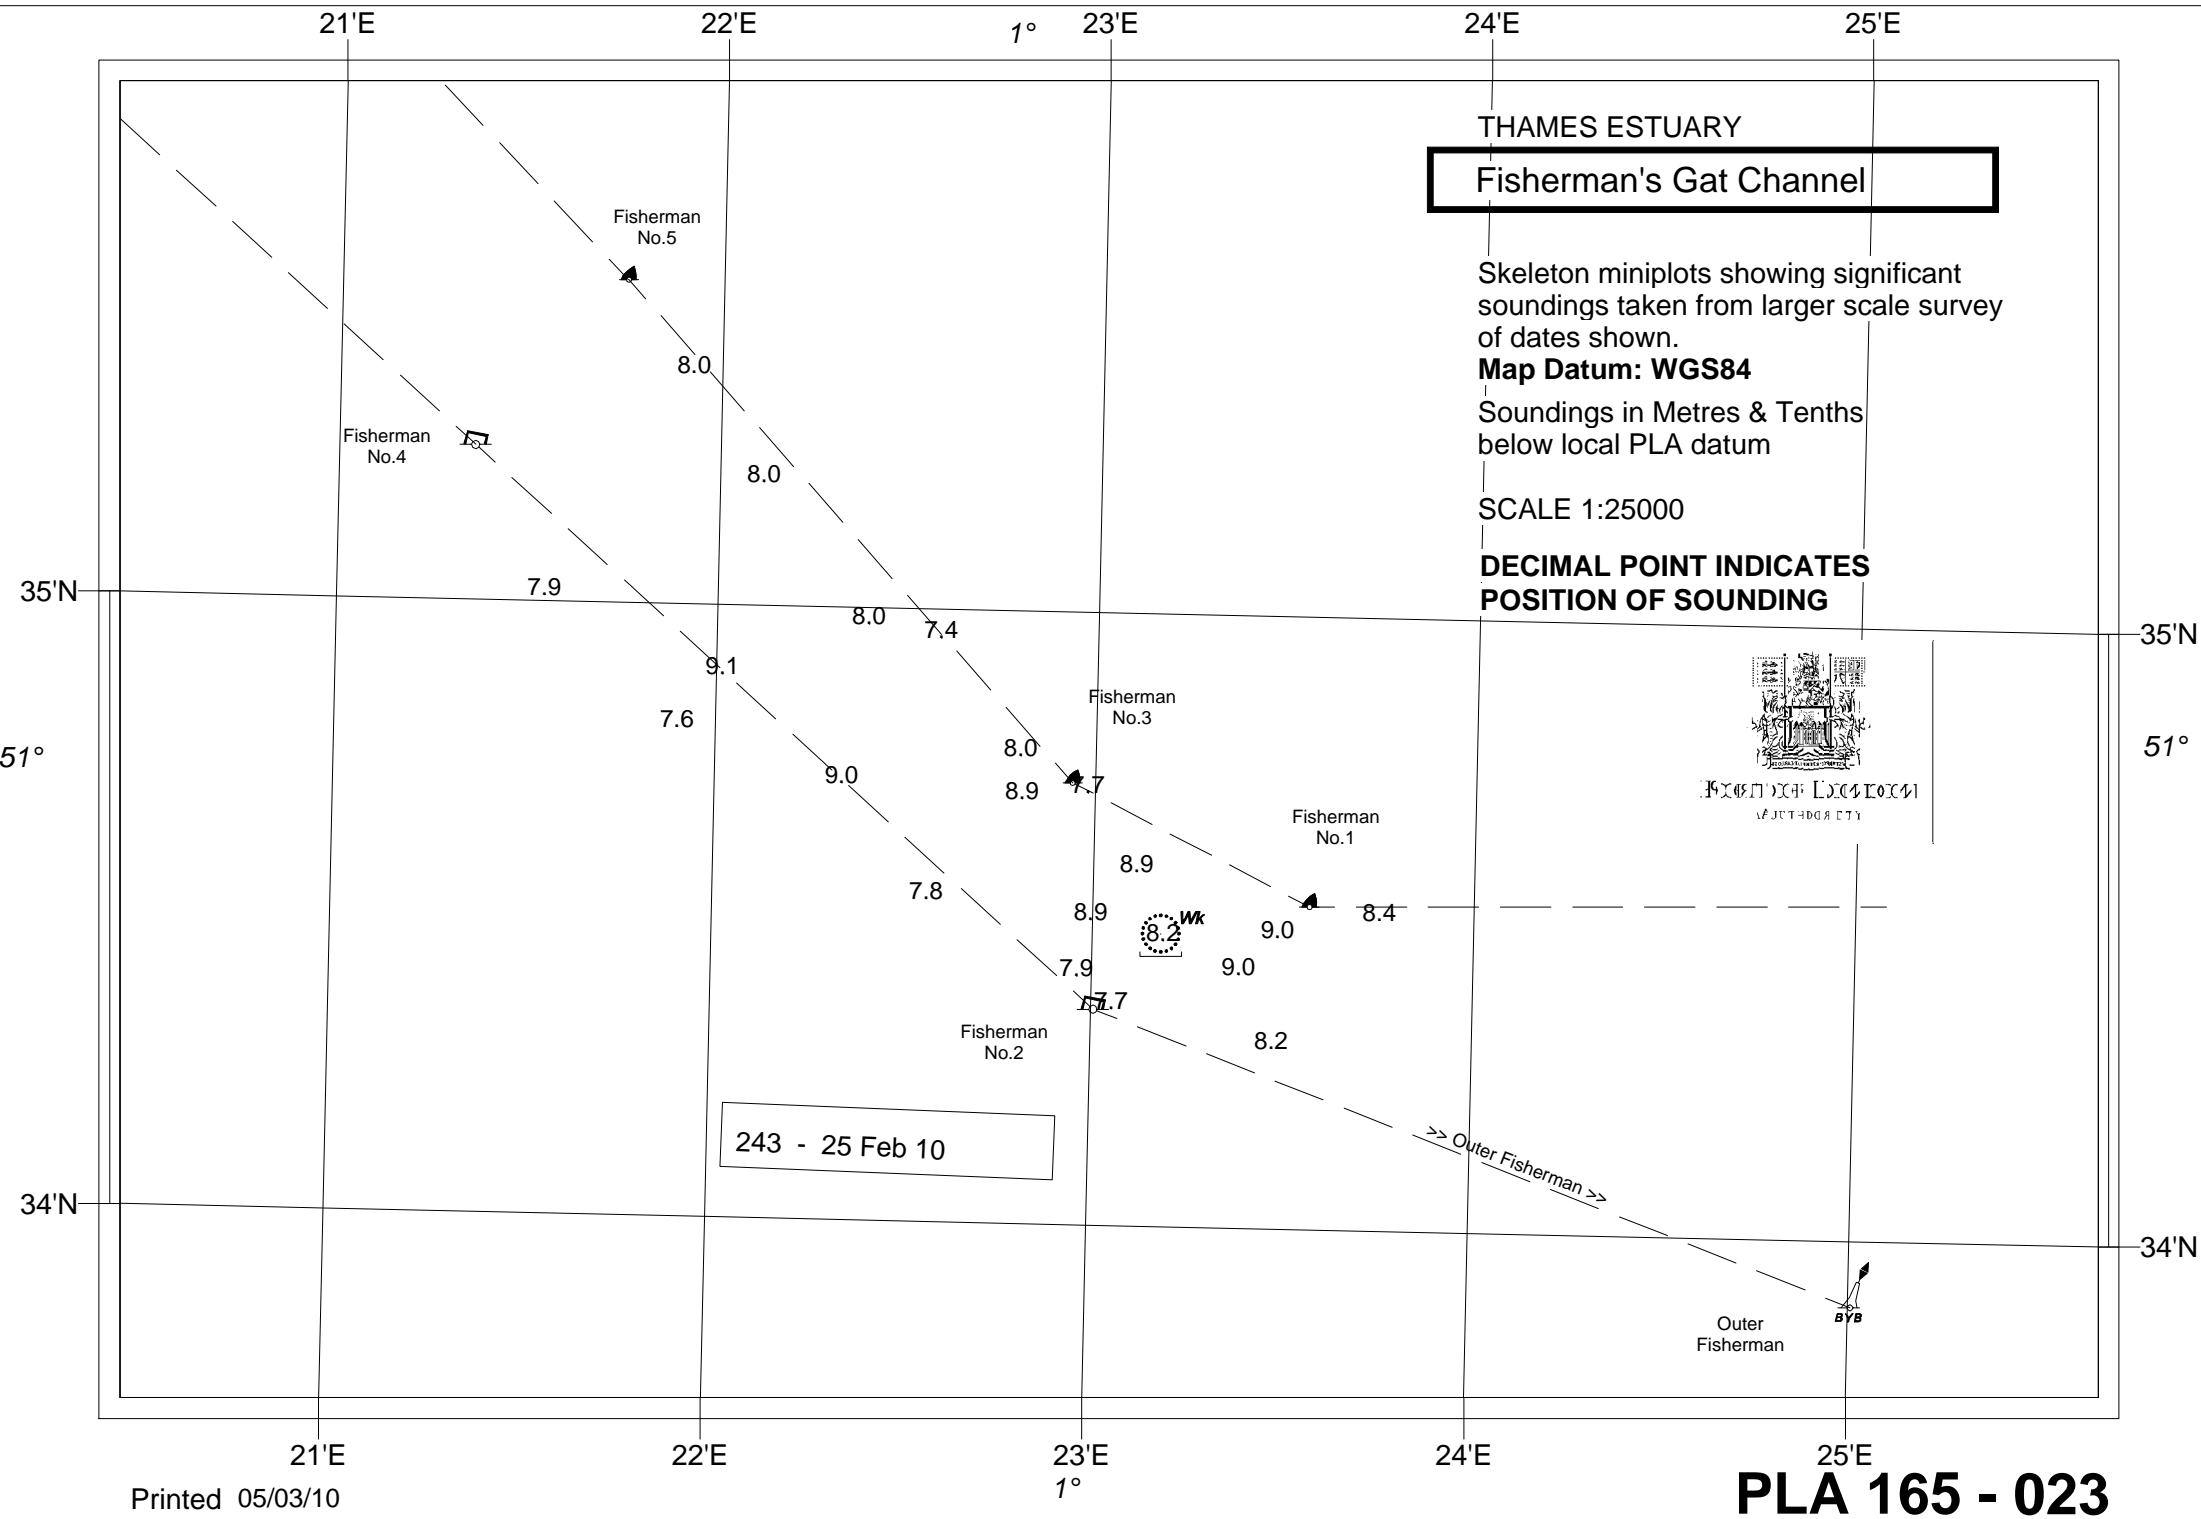 21'E 22'E 1° 23'E 24'E 25'E
THAMES ESTUARY
Fisherman's Gat Channel
Fisherman
No.5
Skeleton miniplots showing significant
soundings taken from larger scale survey
of dates shown.
Map Datum: WGS84
Soundings in Metres & Tenths
below local PLA datum
SCALE 1:25000
DECIMAL POINT INDICATES
POSITION OF SOUNDING
8.0
Fisherman
No.4
8.0
35'N
7.9
8.0
7.4
35'N
9.1
Fisherman
No.3
7.6
51°
8.0
51°
9.0
8.9
7.7
Fisherman
No.1
8.9
7.8
8.9
8.2
Wk
9.0
8.4
7.9
9.0
7.7
Fisherman
No.2
8.2
243 - 25 Feb 10
>> Outer Fisherman >>
34'N
34'N
BYB
Outer
Fisherman
21'E 22'E 23'E 24'E 25'E
1°
Printed 05/03/10
PLA 165 - 023